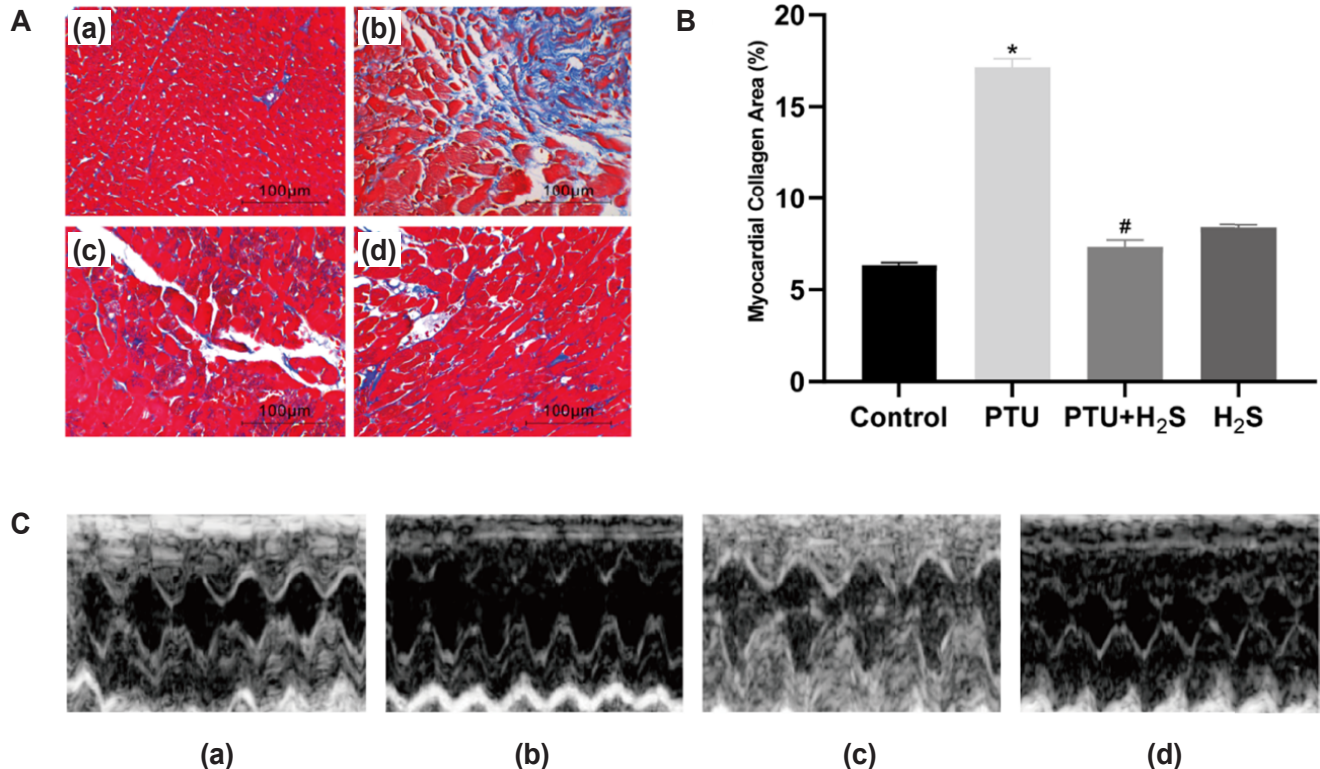 A
(a)
(b)
100μm
100μm
(c)
(d)
100μm
100μm
B
Myocardial Collagen Area (%)
20
15
10
5
0
*
#
Control
PTU
PTU+H₂S
H₂S
C
(a)
(b)
(c)
(d)